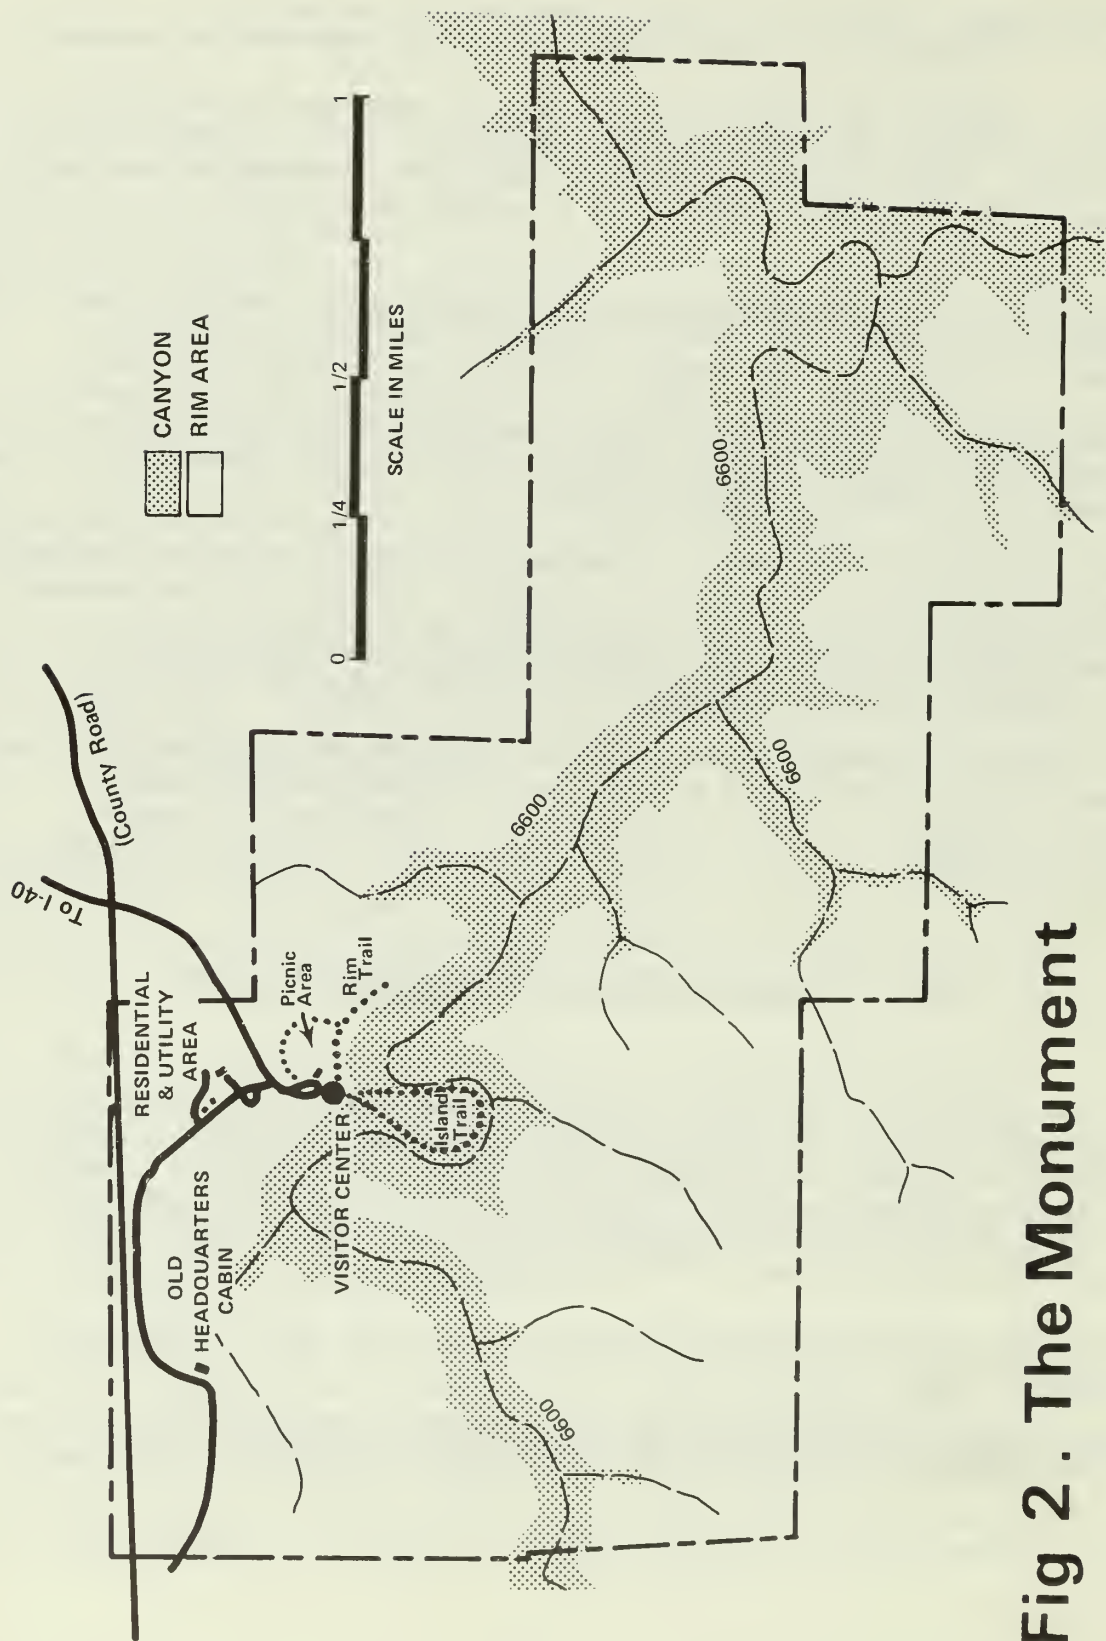 To I-40
(County Road)
RESIDENTIAL
& UTILITY
AREA
Picnic
Area
Rim
Trail
OLD
HEADQUARTERS
CABIN
VISITOR CENTER
Island
Trail
CANYON
RIM AREA
0 1/4 1/2 1
SCALE IN MILES
6600
6600
6600
6600
Fig 2 . The Monument